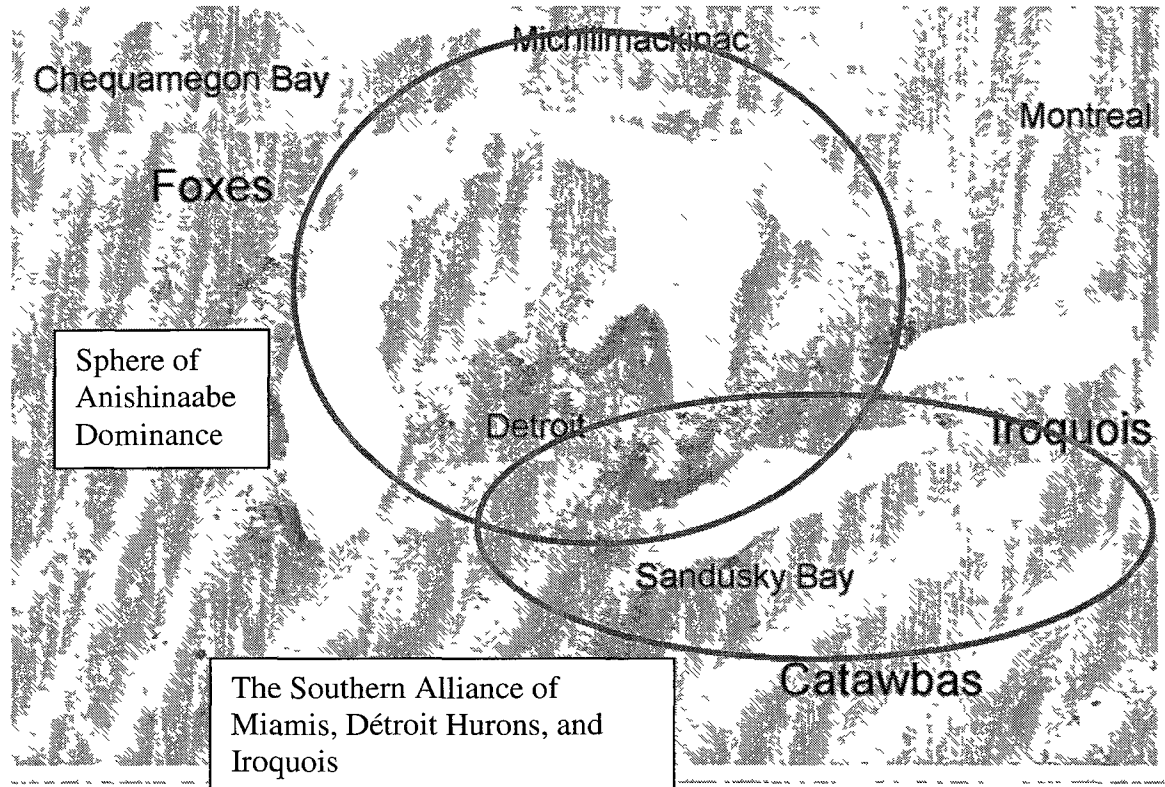 Michilimackinac
Chequamegon Bay
Montreal
Foxes
Sphere of
Anishinaabe
Dominance
Detroit
Iroquois
Sandusky Bay
Catawbas
The Southern Alliance of
Miamis, Détroit Hurons, and
Iroquois